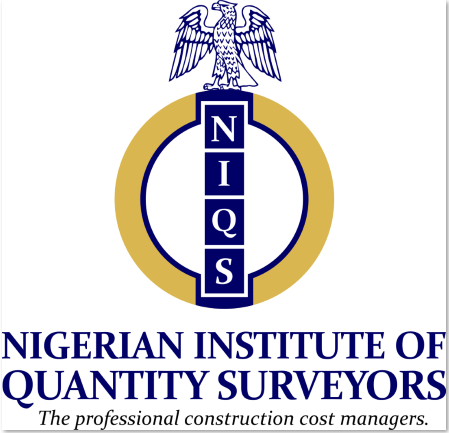 N
I
Q
S
NIGERIAN INSTITUTE OF
QUANTITY SURVEYORS
The professional construction cost managers.